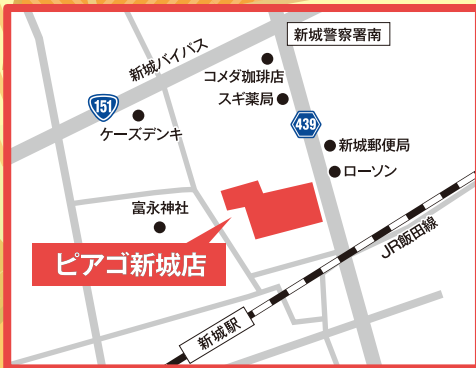 新城警察署南
新城バイパス
コメダ珈琲店
スギ薬局
151
ケーズデンキ
439
新城郵便局
ローソン
富永神社
ピアゴ新城店
JR飯田線
新城駅